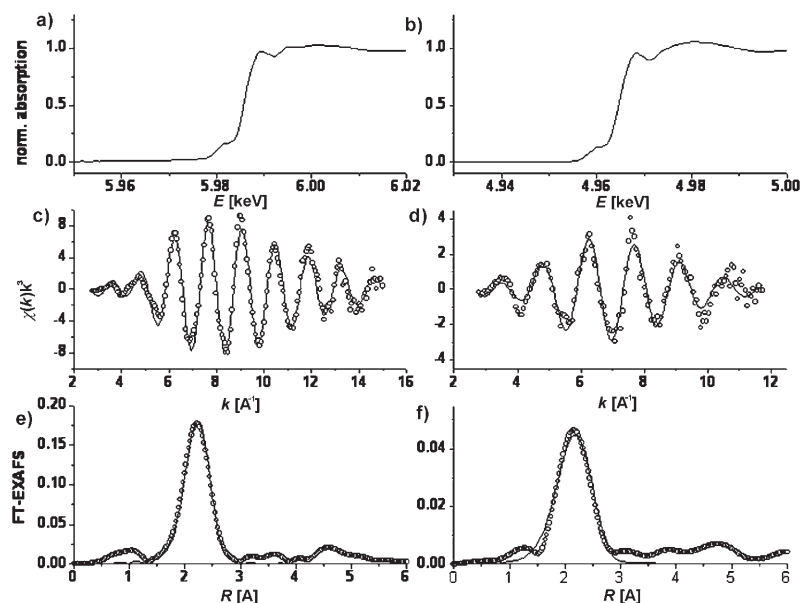 a)
b)
norm. absorption
1.0
0.5
0.0
1.0
0.5
0.0
5.96 5.98 6.00 6.02
4.94 4.96 4.98 5.00
E [keV]
E [keV]
c)
d)
χ(k)k³
8
4
0
-4
-8
4
2
0
-2
-4
2 4 6 8 10 12 14 16
2 4 6 8 10 12
k [A⁻¹]
k [A⁻¹]
e)
f)
FT-EXAFS
0.20
0.15
0.10
0.05
0.00
0.04
0.02
0.00
0 1 2 3 4 5 6
0 1 2 3 4 5 6
R [A]
R [A]